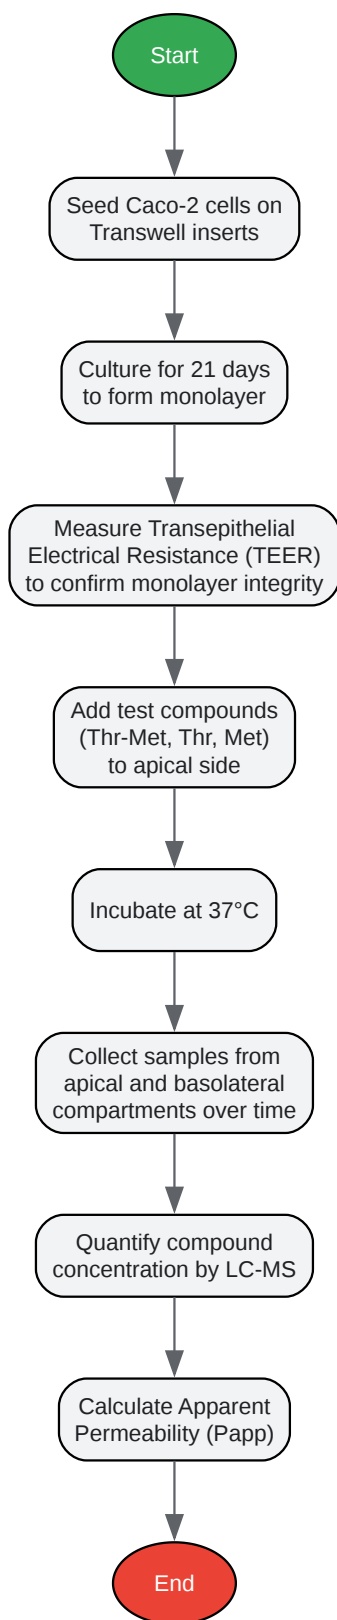 Start
Seed Caco-2 cells on
Transwell inserts
Culture for 21 days
to form monolayer
Measure Transepithelial
Electrical Resistance (TEER)
to confirm monolayer integrity
Add test compounds
(Thr-Met, Thr, Met)
to apical side
Incubate at 37°C
Collect samples from
apical and basolateral
compartments over time
Quantify compound
concentration by LC-MS
Calculate Apparent
Permeability (Papp)
End